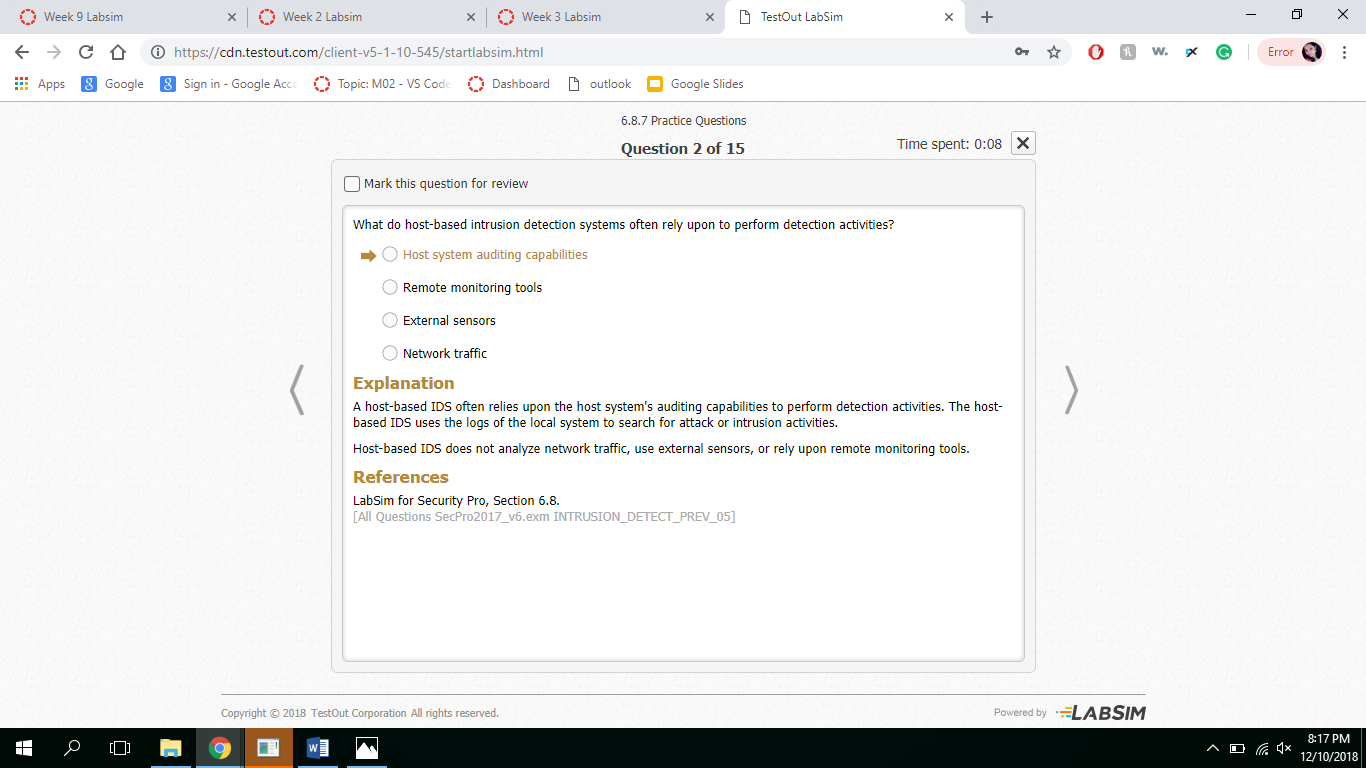 Week 9 Labsim
Week 2 Labsim
Week 3 Labsim
TestOut LabSim
https://cdn.testout.com/client-v5-1-10-545/startlabsim.html
Error
Apps
Google
Sign in - Google Acc
Topic: M02 - VS Code
Dashboard
outlook
Google Slides
6.8.7 Practice Questions
Question 2 of 15
Time spent: 0:08
Mark this question for review
What do host-based intrusion detection systems often rely upon to perform detection activities?
Host system auditing capabilities
Remote monitoring tools
External sensors
Network traffic
Explanation
A host-based IDS often relies upon the host system's auditing capabilities to perform detection activities. The host-
based IDS uses the logs of the local system to search for attack or intrusion activities.
Host-based IDS does not analyze network traffic, use external sensors, or rely upon remote monitoring tools.
References
LabSim for Security Pro, Section 6.8.
[All Questions SecPro2017_v6.exm INTRUSION_DETECT_PREV_05]
Copyright © 2018 TestOut Corporation All rights reserved.
Powered by LABSIM
8:17 PM
12/10/2018